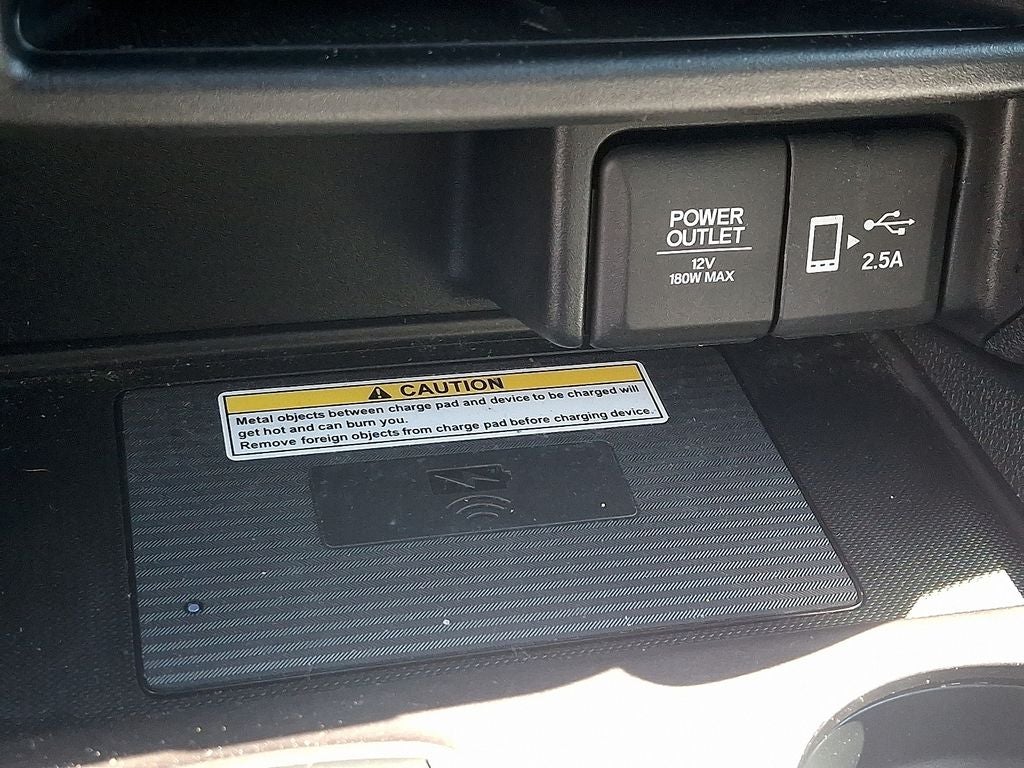 POWER
OUTLET
12V
180W MAX
2.5A
CAUTION
Metal objects between charge pad and device to be charged will
get hot and can burn you.
Remove foreign objects from charge pad before charging device.